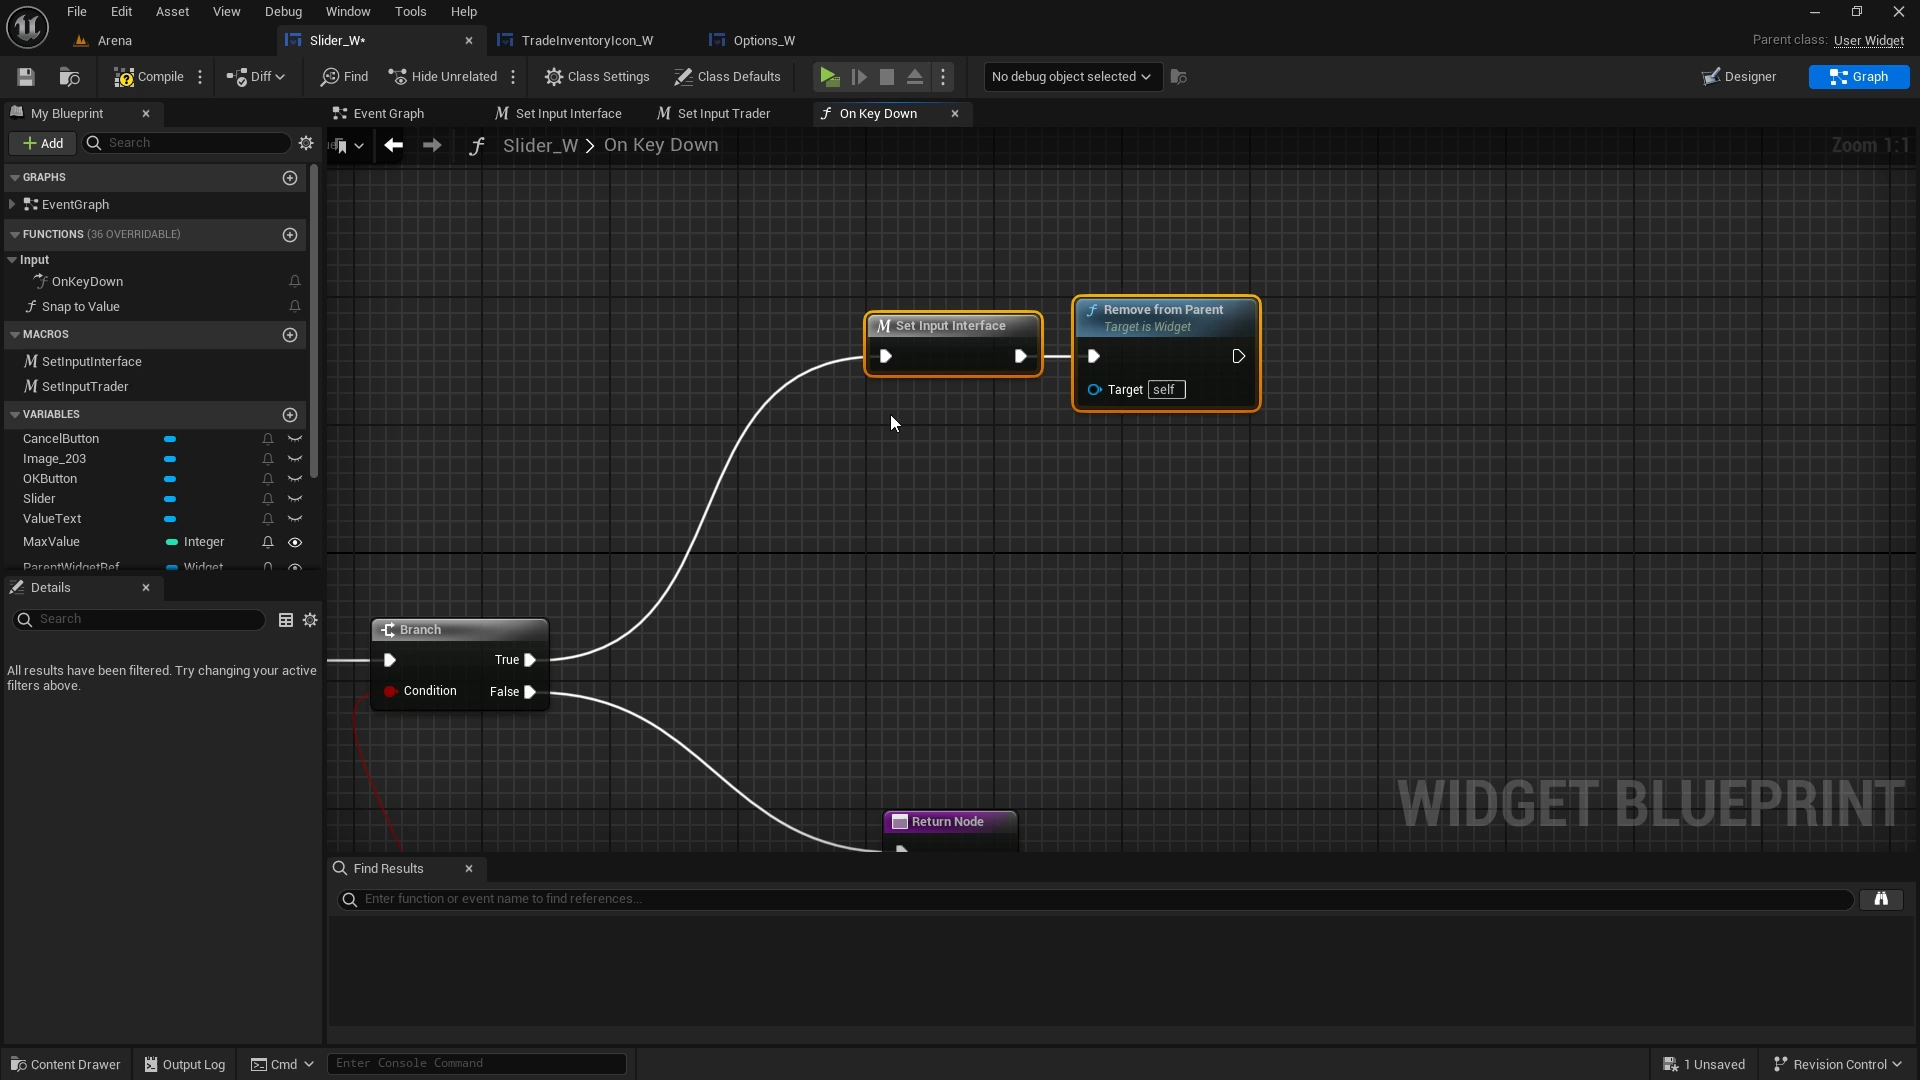 File Edit Asset View Debug Window Tools Help
Arena
Slider_W*
TradeInventoryIcon_W
Options_W
Parent class: User Widget
Compile
Diff
Find
Hide Unrelated
Class Settings
Class Defaults
No debug object selected
Designer
Graph
My Blueprint
Event Graph
Set Input Interface
Set Input Trader
On Key Down
Add
Search
Slider_W > On Key Down
Zoom 1:1
GRAPHS
EventGraph
FUNCTIONS (36 OVERRIDABLE)
Input
OnKeyDown
Snap to Value
MACROS
SetInputInterface
SetInputTrader
VARIABLES
CancelButton
Image_203
OKButton
Slider
ValueText
MaxValue Integer
ParentWidgetRef Widget
Details
Search
All results have been filtered. Try changing your active
filters above.
Set Input Interface
Remove from Parent
Target is Widget
Target self
Branch
True
Condition False
Return Node
WIDGET BLUEPRINT
Find Results
Enter function or event name to find references...
Content Drawer
Output Log
Cmd
Enter Console Command
1 Unsaved
Revision Control